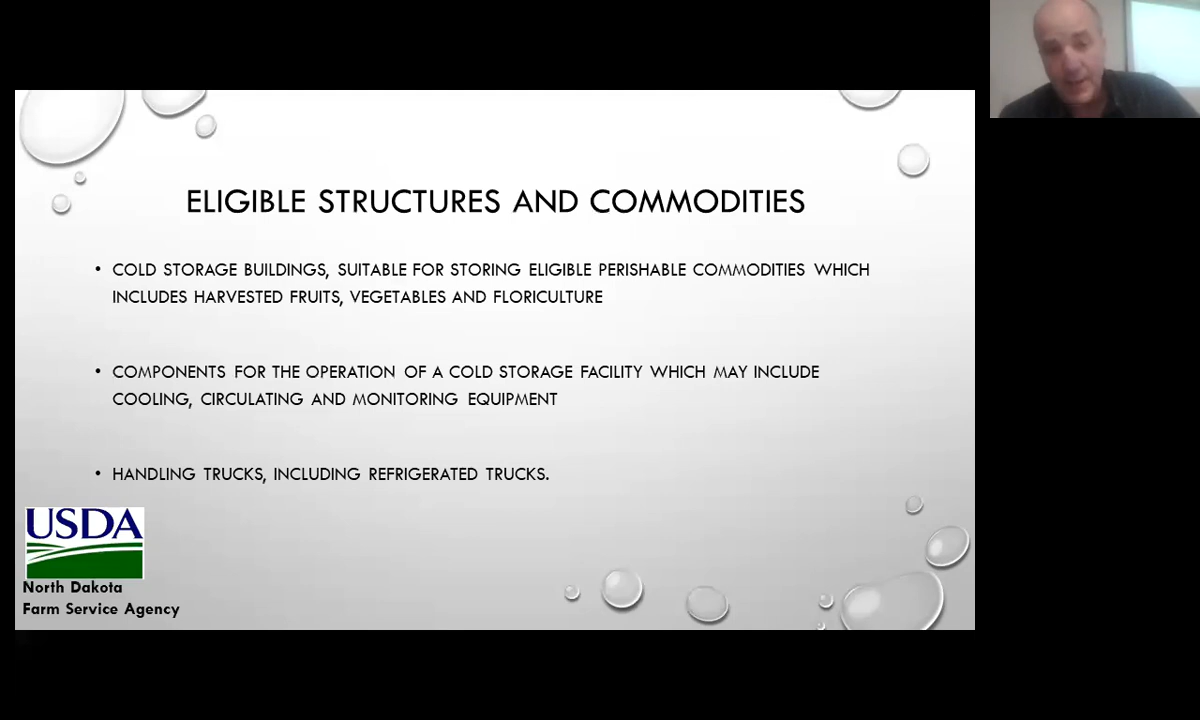 ELIGIBLE STRUCTURES AND COMMODITIES
• COLD STORAGE BUILDINGS, SUITABLE FOR STORING ELIGIBLE PERISHABLE COMMODITIES WHICH
INCLUDES HARVESTED FRUITS, VEGETABLES AND FLORICULTURE
• COMPONENTS FOR THE OPERATION OF A COLD STORAGE FACILITY WHICH MAY INCLUDE
COOLING, CIRCULATING AND MONITORING EQUIPMENT
• HANDLING TRUCKS, INCLUDING REFRIGERATED TRUCKS.
USDA
North Dakota
Farm Service Agency